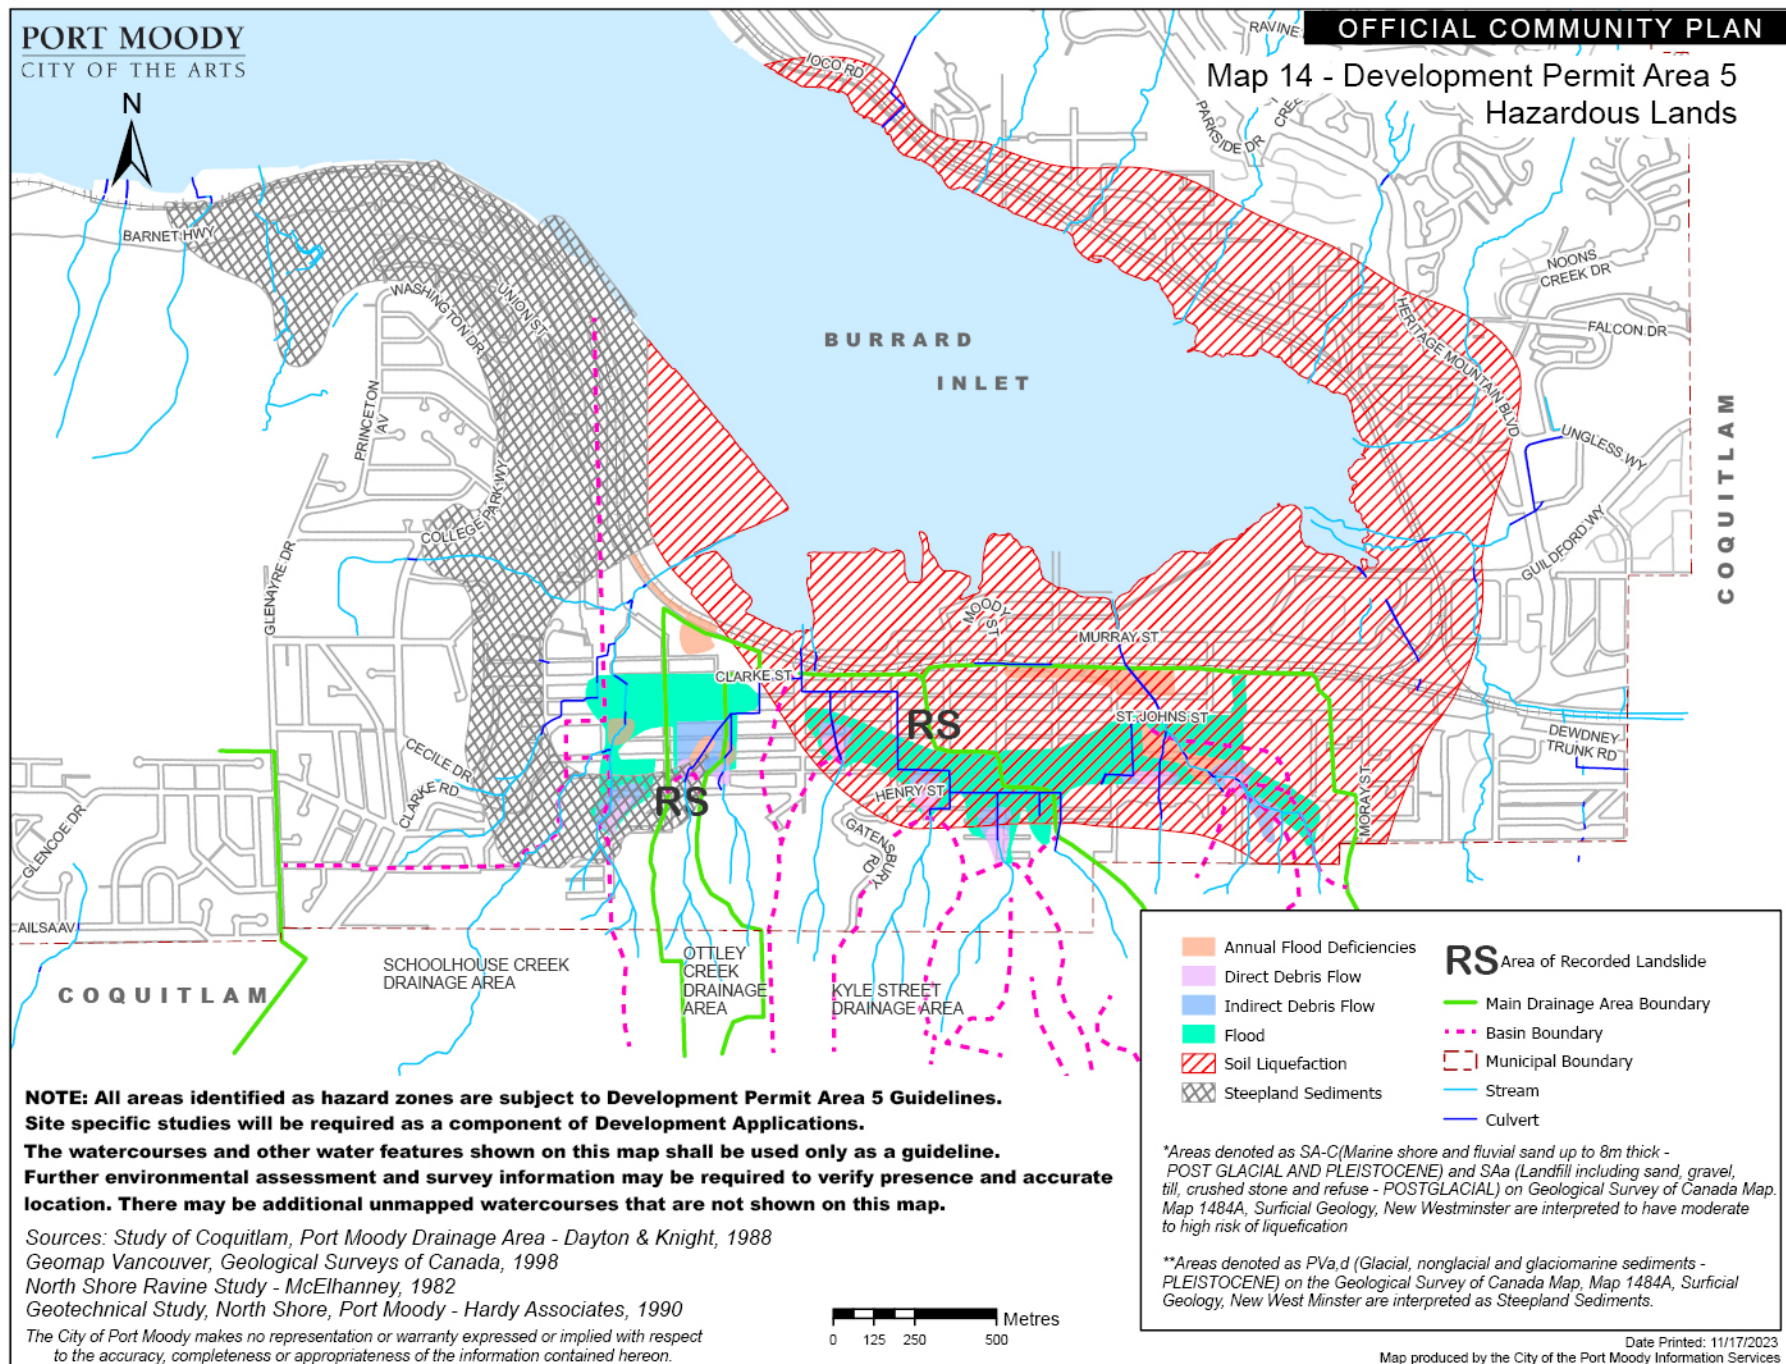 PORT MOODY
CITY OF THE ARTS
N
OFFICIAL COMMUNITY PLAN
Map 14 - Development Permit Area 5
Hazardous Lands
RAVINE
IOCO RD
PARKSIDE DR
CREE
BARNET HWY
WASHINGTON DR
UNION ST
NOONS
CREEK DR
FALCON DR
HERITAGE MOUNTAIN BLVD
BURRARD
INLET
PRINCETON
AV
COLLEGE PARK WY
UNGLESS WY
GUILDFORD WY
COQUITLAM
GLENAYRE DR
MOODY
ST
MURRAY ST
CLARKE ST
RS
ST. JOHNS ST
DEWDNEY
TRUNK RD
CECILE DR
CLARKE RD
RS
HENRY ST
MORAY ST
GLENCOE DR
GATENSBURY
RD
AILSA AV
COQUITLAM
SCHOOLHOUSE CREEK
DRAINAGE AREA
OTTLEY
CREEK
DRAINAGE
AREA
KYLE STREET
DRAINAGE AREA
Annual Flood Deficiencies
Direct Debris Flow
Indirect Debris Flow
Flood
Soil Liquefaction
Steepland Sediments
RS Area of Recorded Landslide
Main Drainage Area Boundary
Basin Boundary
Municipal Boundary
Stream
Culvert
*Areas denoted as SA-C(Marine shore and fluvial sand up to 8m thick -
POST GLACIAL AND PLEISTOCENE) and SAa (Landfill including sand, gravel,
till, crushed stone and refuse - POSTGLACIAL) on Geological Survey of Canada Map.
Map 1484A, Surficial Geology, New Westminster are interpreted to have moderate
to high risk of liquefication
**Areas denoted as PVa,d (Glacial, nonglacial and glaciomarine sediments -
PLEISTOCENE) on the Geological Survey of Canada Map, Map 1484A, Surficial
Geology, New West Minster are interpreted as Steepland Sediments.
NOTE: All areas identified as hazard zones are subject to Development Permit Area 5 Guidelines.
Site specific studies will be required as a component of Development Applications.
The watercourses and other water features shown on this map shall be used only as a guideline.
Further environmental assessment and survey information may be required to verify presence and accurate
location. There may be additional unmapped watercourses that are not shown on this map.
Sources: Study of Coquitlam, Port Moody Drainage Area - Dayton & Knight, 1988
Geomap Vancouver, Geological Surveys of Canada, 1998
North Shore Ravine Study - McElhanney, 1982
Geotechnical Study, North Shore, Port Moody - Hardy Associates, 1990
The City of Port Moody makes no representation or warranty expressed or implied with respect
to the accuracy, completeness or appropriateness of the information contained hereon.
Metres
0 125 250 500
Date Printed: 11/17/2023
Map produced by the City of the Port Moody Information Services